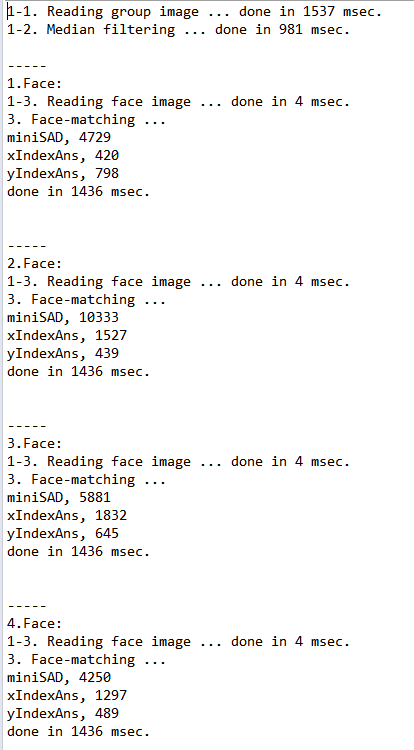 1-1. Reading group image ... done in 1537 msec.
1-2. Median filtering ... done in 981 msec.
-----
1.Face:
1-3. Reading face image ... done in 4 msec.
3. Face-matching ...
miniSAD, 4729
xIndexAns, 420
yIndexAns, 798
done in 1436 msec.
-----
2.Face:
1-3. Reading face image ... done in 4 msec.
3. Face-matching ...
miniSAD, 10333
xIndexAns, 1527
yIndexAns, 439
done in 1436 msec.
-----
3.Face:
1-3. Reading face image ... done in 4 msec.
3. Face-matching ...
miniSAD, 5881
xIndexAns, 1832
yIndexAns, 645
done in 1436 msec.
-----
4.Face:
1-3. Reading face image ... done in 4 msec.
3. Face-matching ...
miniSAD, 4250
xIndexAns, 1297
yIndexAns, 489
done in 1436 msec.